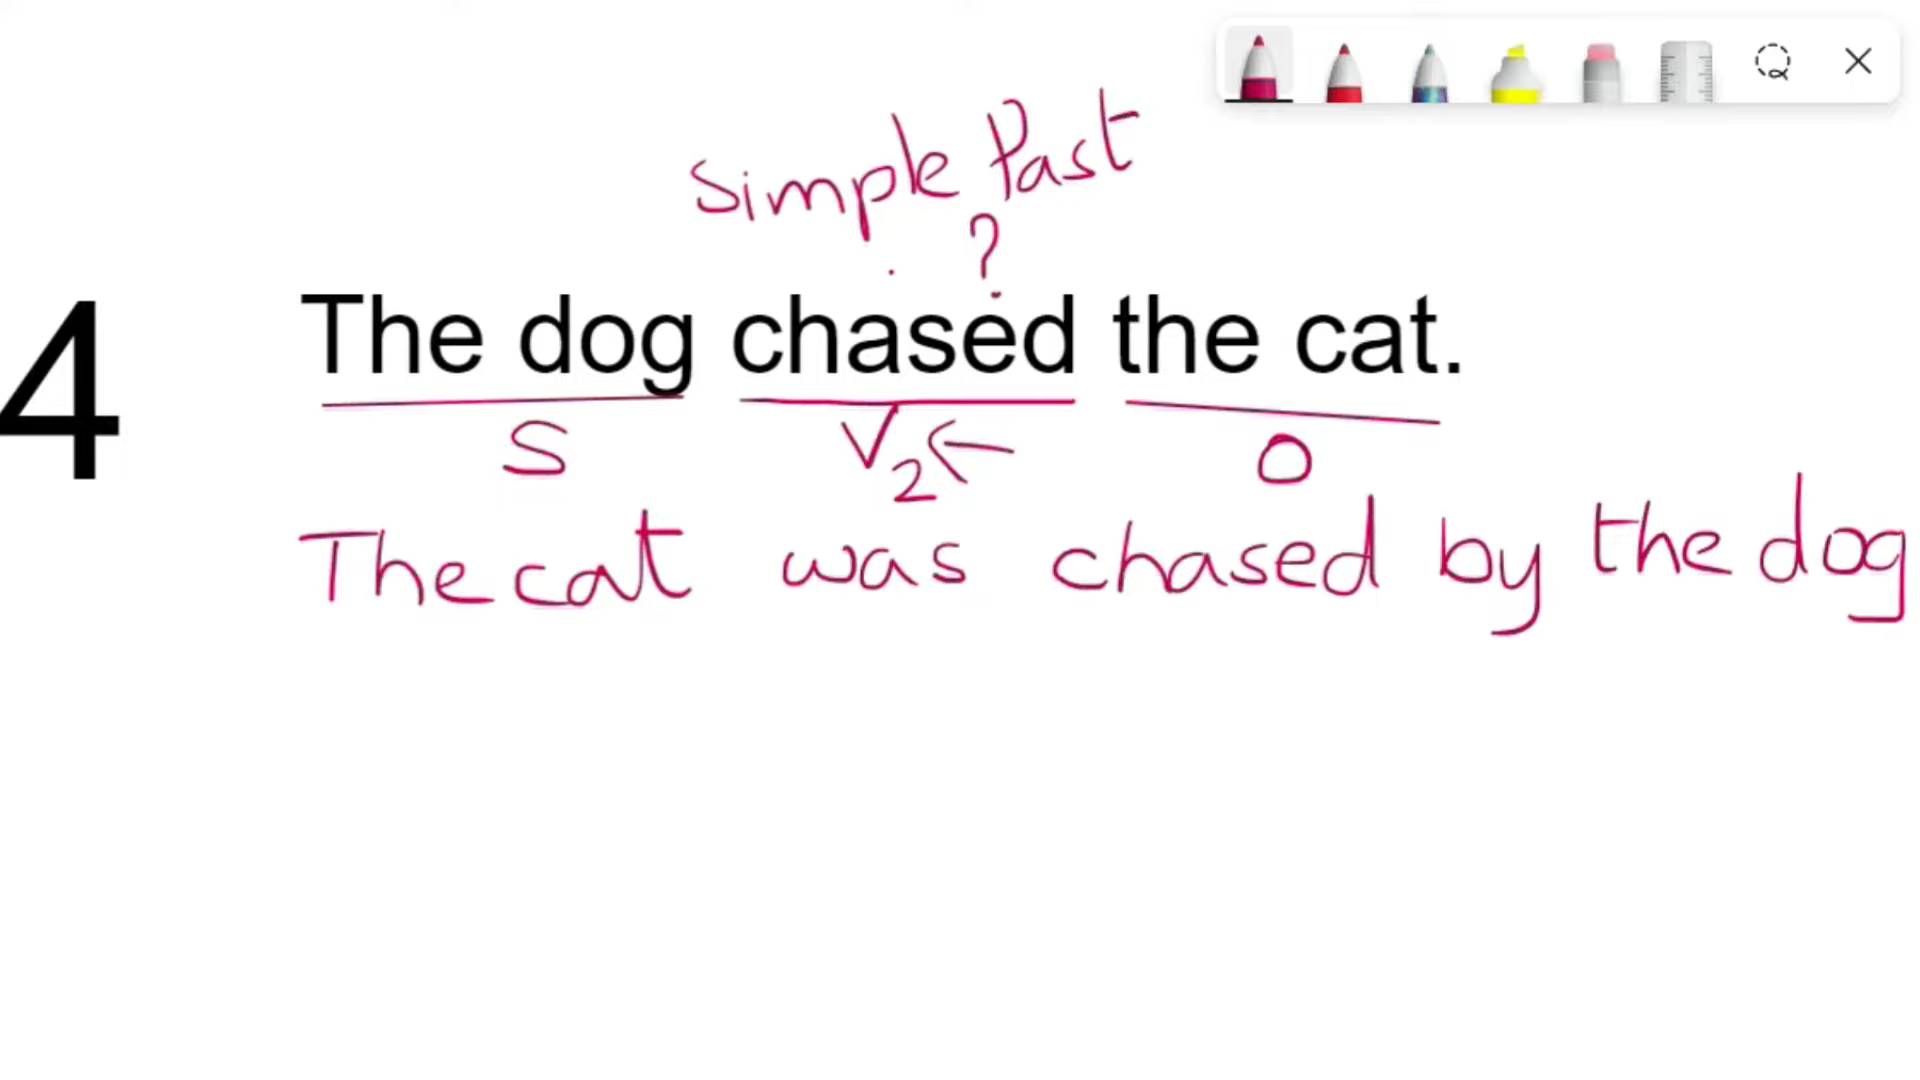 Simple Past
?
4 The dog chased the cat.
S V2 O
The cat was chased by the dog